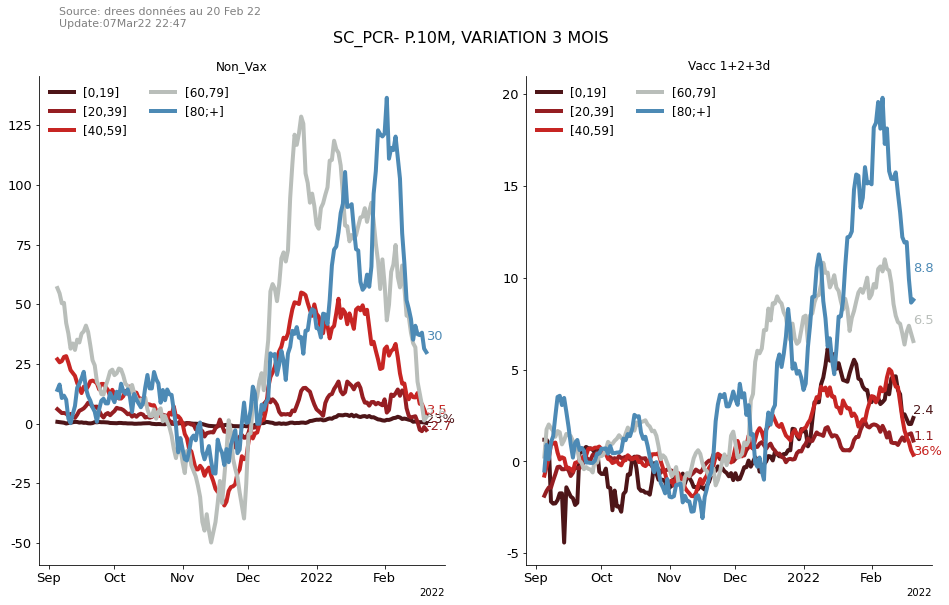 Source: drees données au 20 Feb 22
Update:07Mar22 22:47
SC_PCR- P.10M, VARIATION 3 MOIS
Non_Vax
[0,19]
[20,39]
[40,59]
[60,79]
[80;+]
125
100
75
50
25
0
-25
-50
30
3.5
-2.7
Sep
Oct
Nov
Dec
2022
Feb
2022
Vacc 1+2+3d
[0,19]
[20,39]
[40,59]
[60,79]
[80;+]
20
15
10
5
0
-5
8.8
6.5
2.4
1.1
36%
Sep
Oct
Nov
Dec
2022
Feb
2022